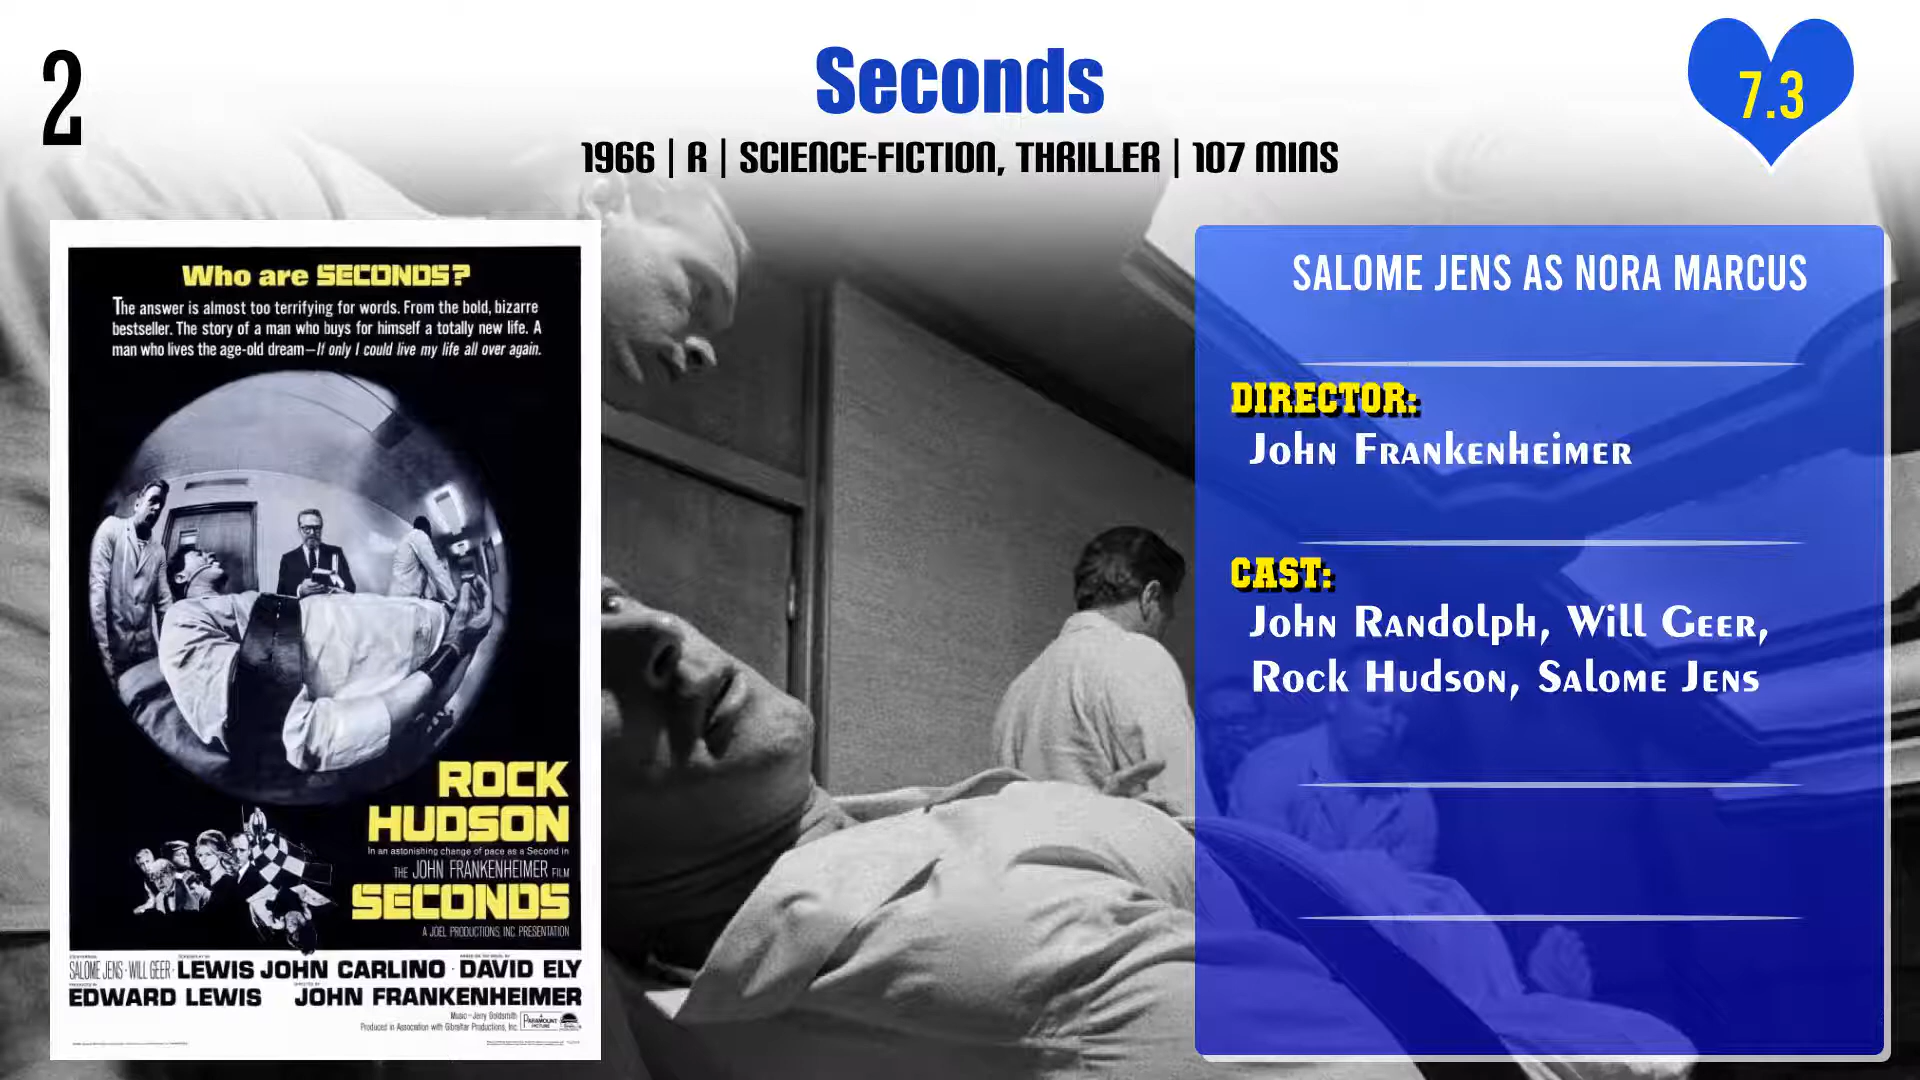 2
Seconds
7.3
1966 | R | SCIENCE-FICTION, THRILLER | 107 MINS
Who are SECONDS?
The answer is almost too terrifying for words. From the bold, bizarre
bestseller. The story of a man who buys for himself a totally new life. A
man who lives the age-old dream—If only I could live my life all over again.
ROCK
HUDSON
In an astonishing change of pace as a Second in
THE JOHN FRANKENHEIMER FILM
SECONDS
A JOEL PRODUCTIONS, INC. PRESENTATION
SALOME JENS · WILL GEER · LEWIS JOHN CARLINO · DAVID ELY
EDWARD LEWIS JOHN FRANKENHEIMER
Music—Jerry Goldsmith
Produced in Association with Gibraltar Productions, Inc.
A PARAMOUNT PICTURE
SALOME JENS AS NORA MARCUS
DIRECTOR:
John Frankenheimer
CAST:
John Randolph, Will Geer,
Rock Hudson, Salome Jens